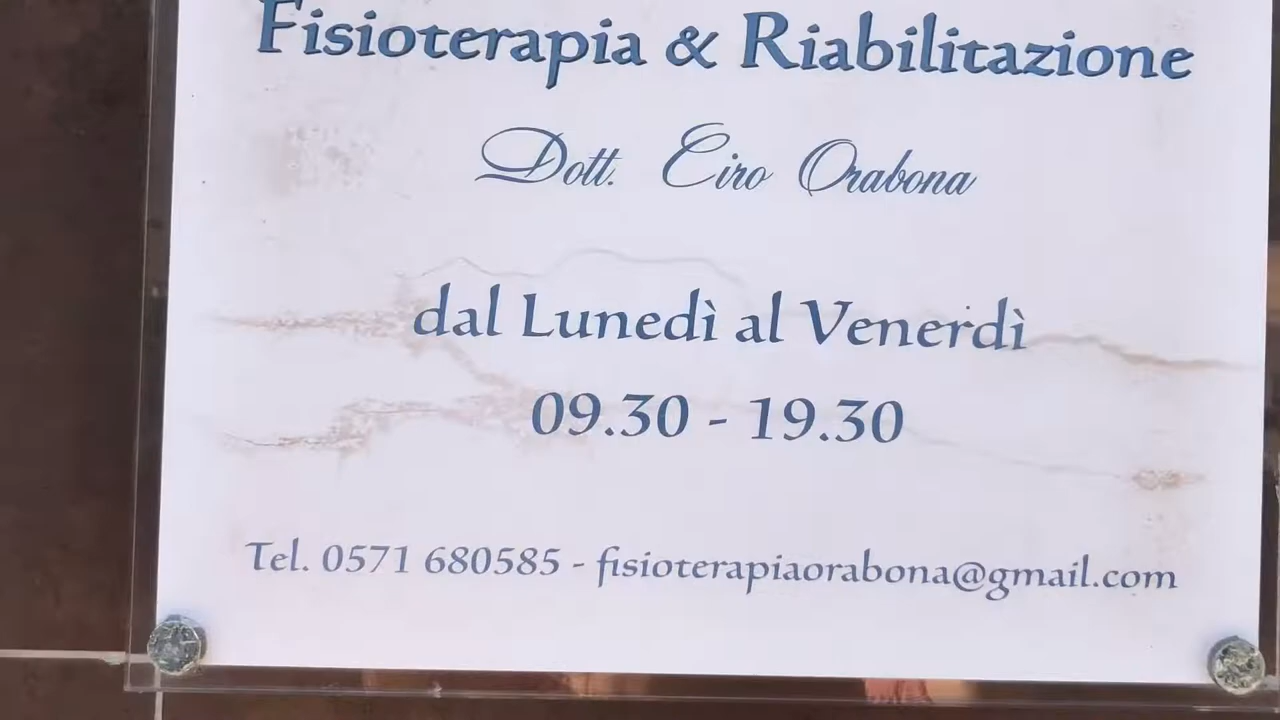 Fisioterapia & Riabilitazione
Dott. Ciro Orabona
dal Lunedì al Venerdì
09.30 - 19.30
Tel. 0571 680585 - fisioterapiaorabona@gmail.com